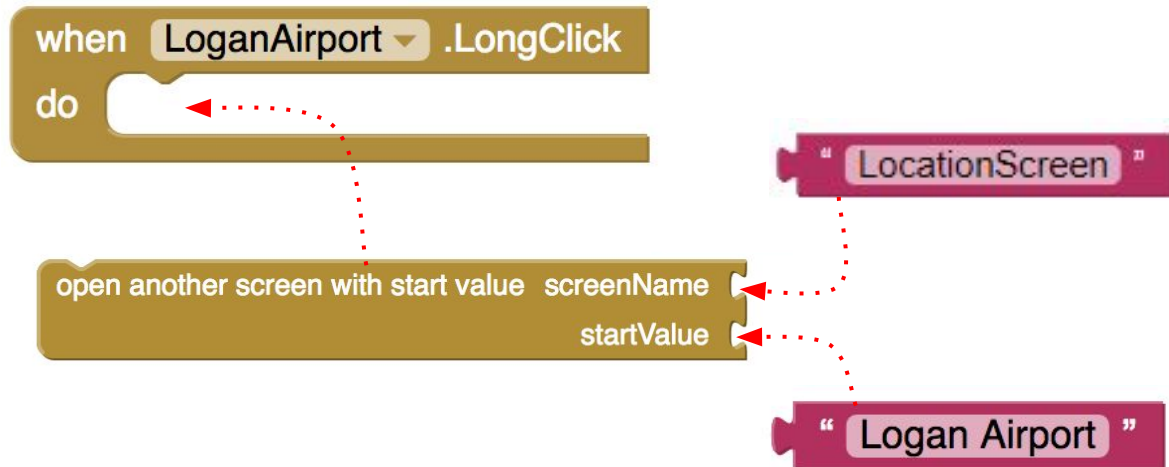 when LoganAirport .LongClick
do
“ LocationScreen ”
open another screen with start value screenName
startValue
“ Logan Airport ”